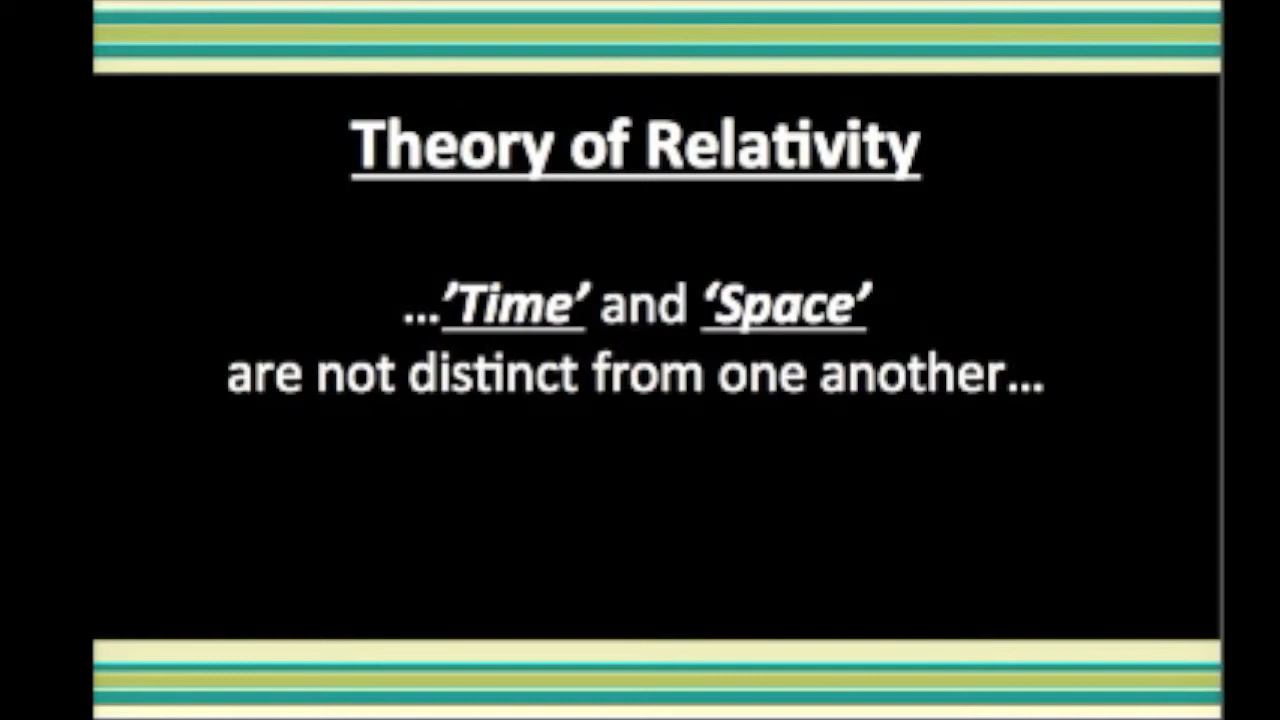 Theory of Relativity
...’Time’ and ‘Space’
are not distinct from one another...